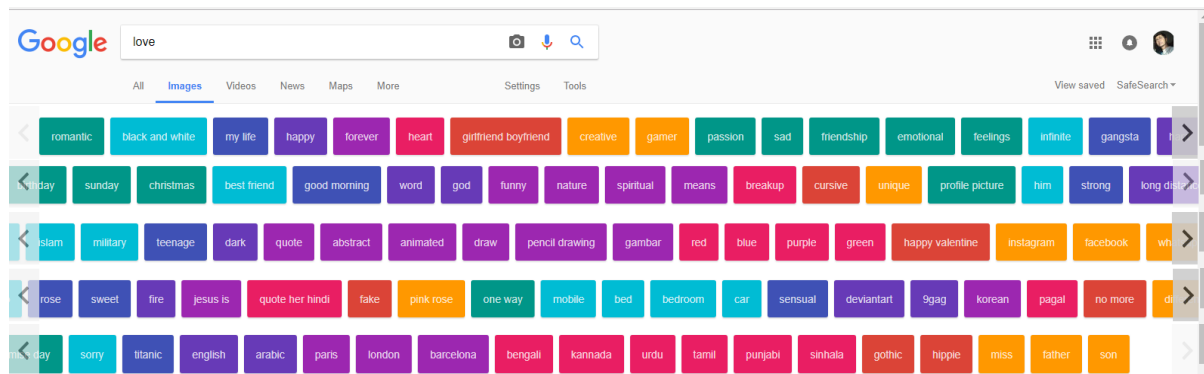 Google love
All Images Videos News Maps More Settings Tools View saved SafeSearch
romantic black and white my life happy forever heart girlfriend boyfriend creative gamer passion sad friendship emotional feelings infinite gangsta
sunday christmas best friend good morning word god funny nature spiritual means breakup cursive unique profile picture him strong long distance
islam military teenage dark quote abstract animated draw pencil drawing gambar red blue purple green happy valentine instagram facebook
rose sweet fire jesus is quote her hindi fake pink rose one way mobile bed bedroom car sensual deviantart 9gag korean pagal no more
day sorry titanic english arabic paris london barcelona bengali kannada urdu tamil punjabi sinhala gothic hippie miss father son